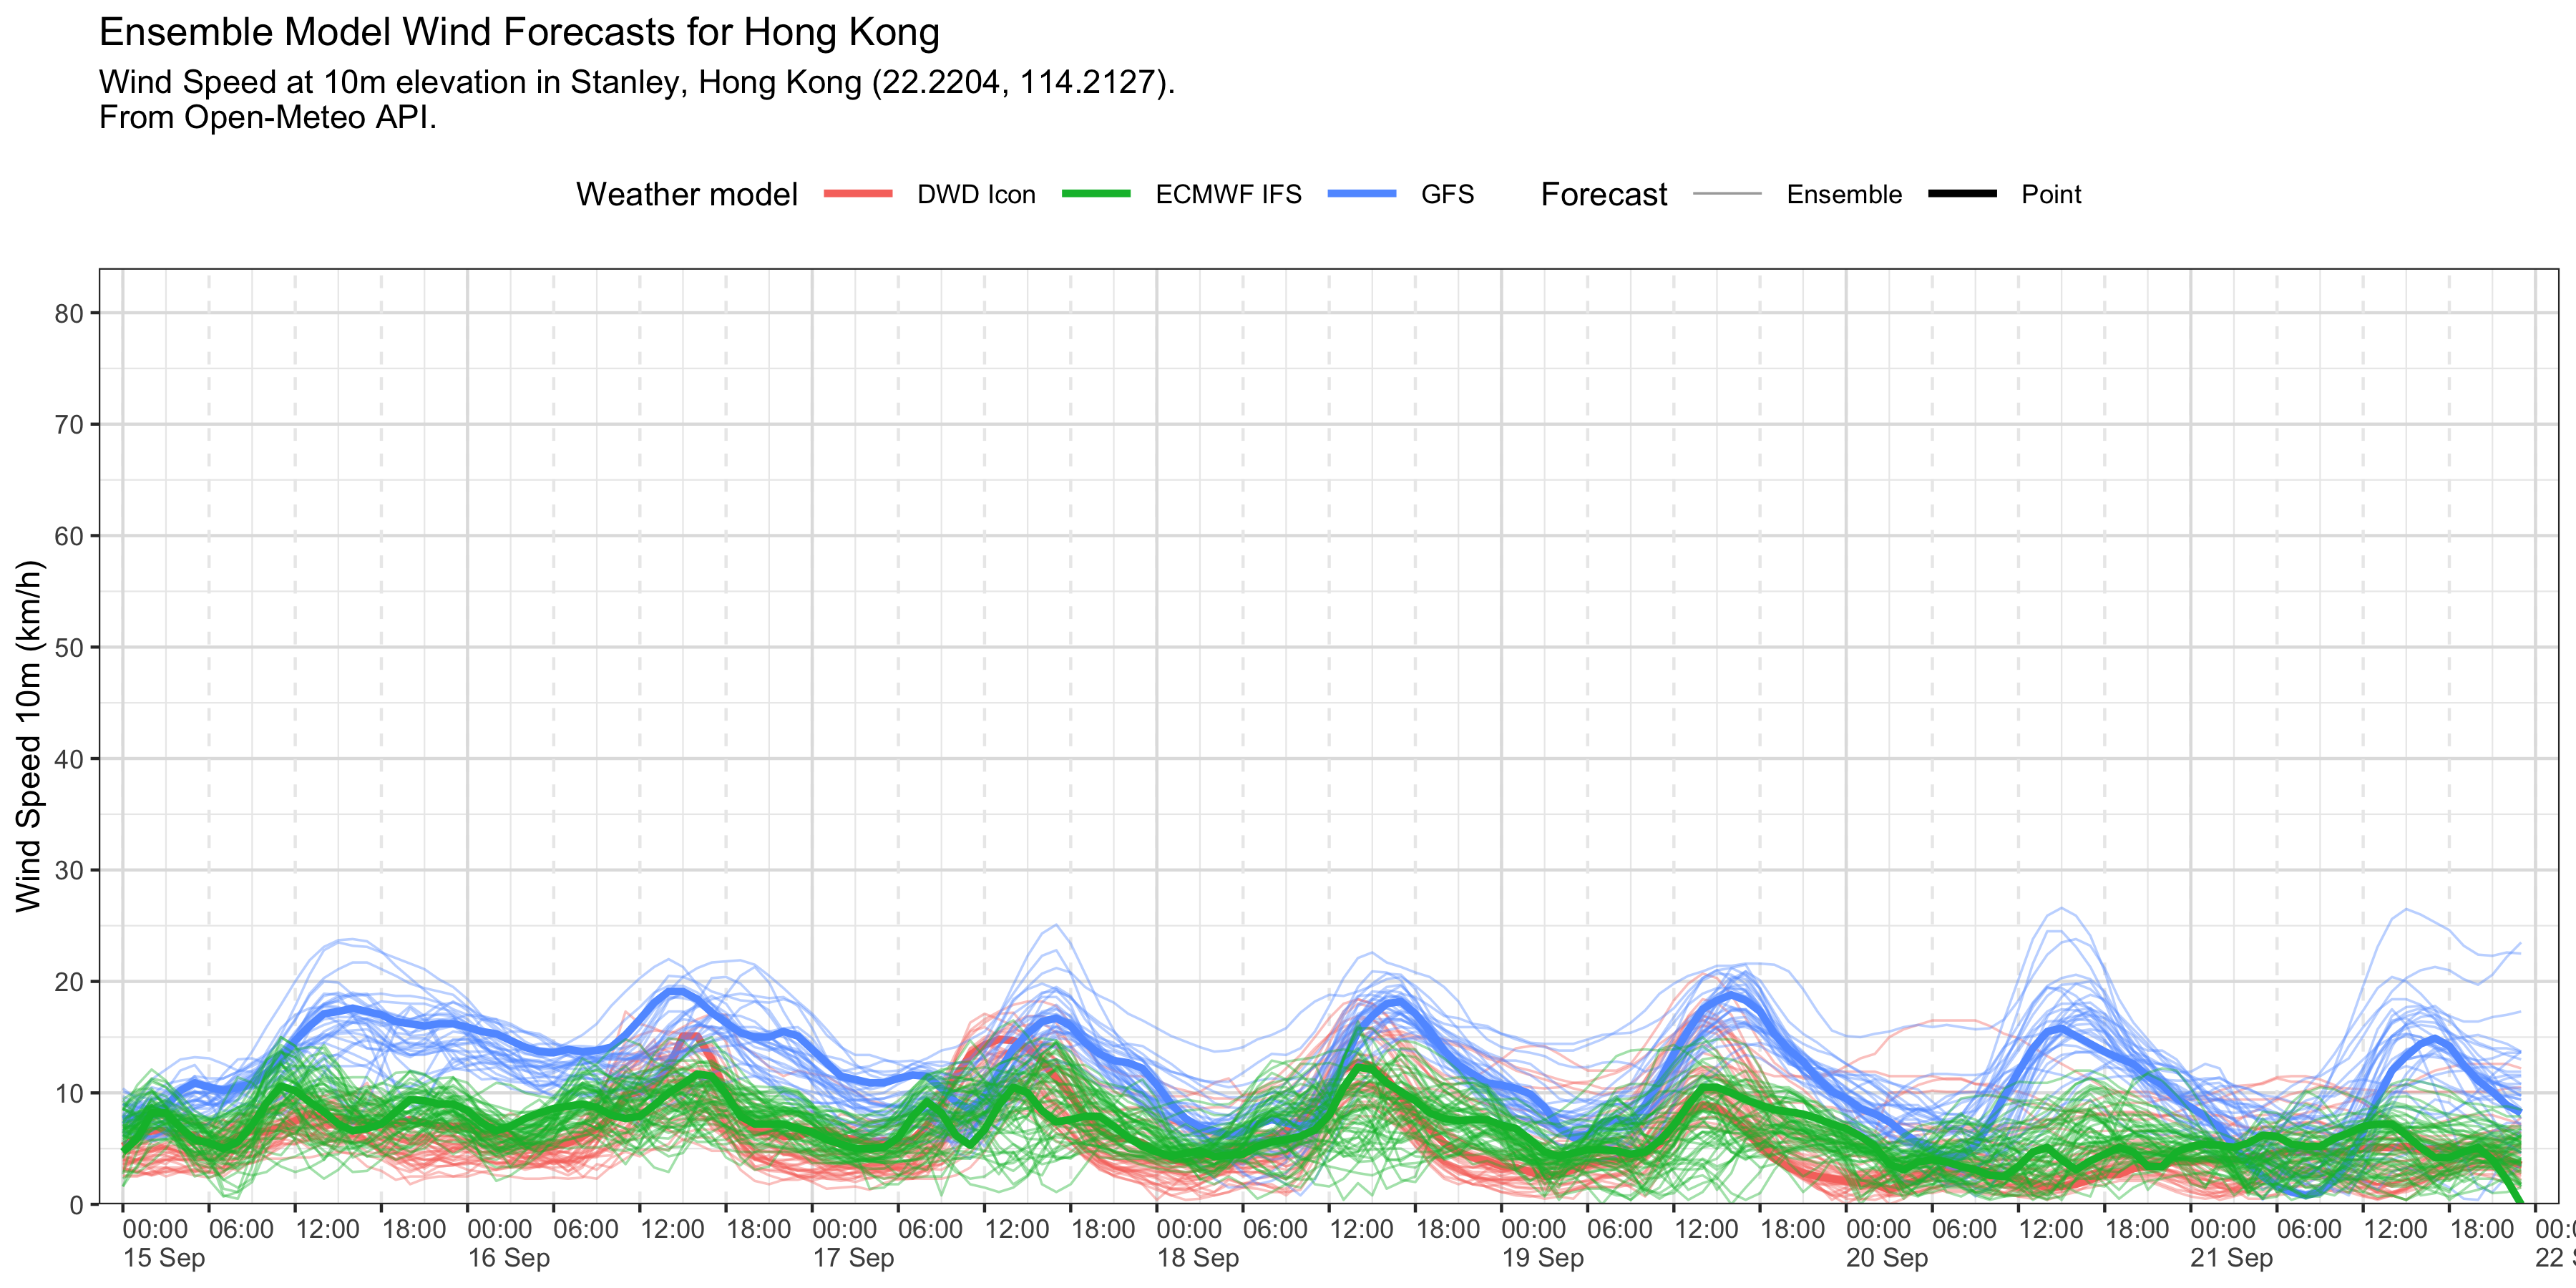 Ensemble Model Wind Forecasts for Hong Kong
Wind Speed at 10m elevation in Stanley, Hong Kong (22.2204, 114.2127).
From Open-Meteo API.
Weather model DWD Icon ECMWF IFS GFS Forecast Ensemble Point
Wind Speed 10m (km/h)
80
70
60
50
40
30
20
10
0
00:00 06:00 12:00 18:00 00:00 06:00 12:00 18:00 00:00 06:00 12:00 18:00 00:00 06:00 12:00 18:00 00:00 06:00 12:00 18:00 00:00 06:00 12:00 18:00 00:00 06:00 12:00 18:00 00:0
15 Sep 16 Sep 17 Sep 18 Sep 19 Sep 20 Sep 21 Sep 22 S